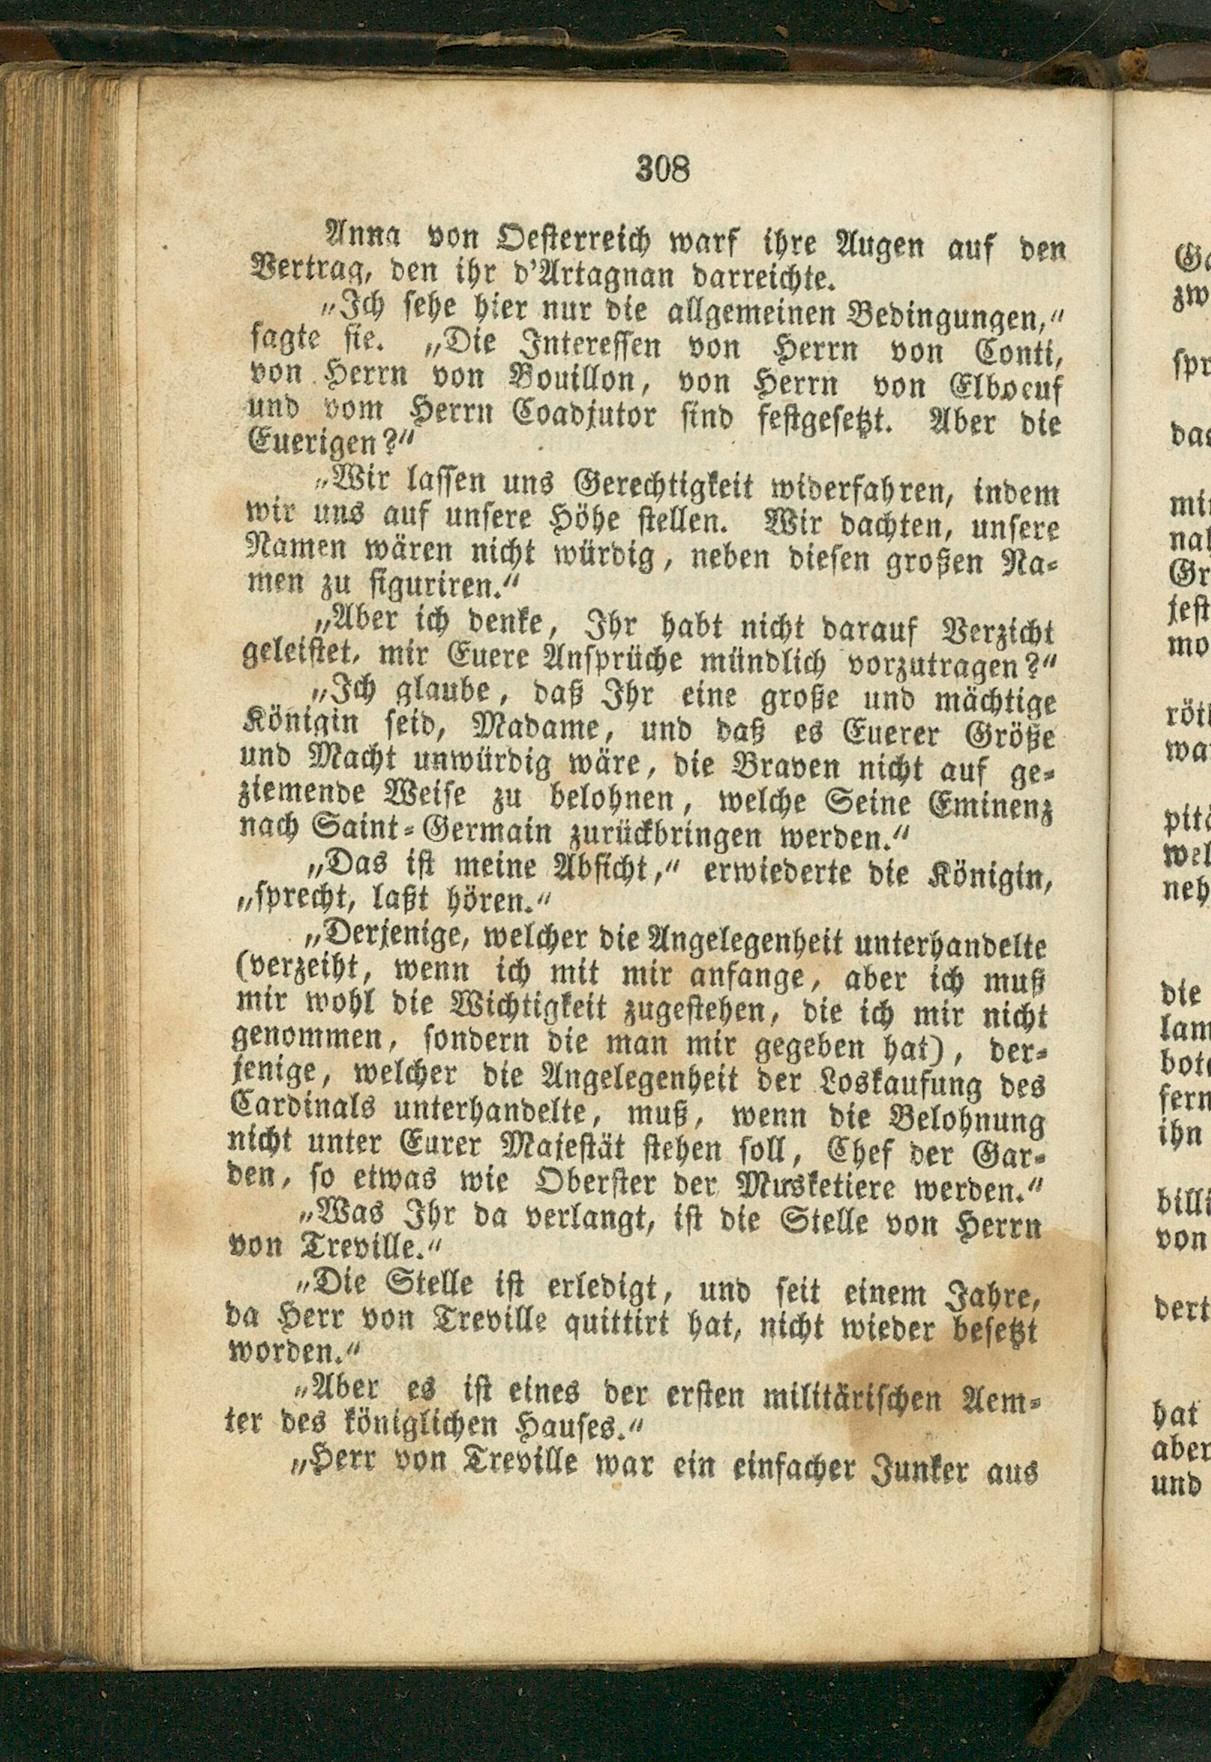 308
Anna von Oesterreich warf ihre Augen auf den
Vertrag, den ihr d'Artagnan darreichte.
„Ich sehe hier nur die allgemeinen Bedingungen,“
sagte sie. „Die Interessen von Herrn von Conti,
von Herrn von Bouillon, von Herrn von Elboeuf
und vom Herrn Coadjutor sind festgesetzt. Aber die
Euerigen?“
„Wir lassen uns Gerechtigkeit widerfahren, indem
wir uns auf unsere Höhe stellen. Wir dachten, unsere
Namen wären nicht würdig, neben diesen großen Na-
men zu figuriren.“
„Aber ich denke, Ihr habt nicht darauf Verzicht
geleistet, mir Euere Ansprüche mündlich vorzutragen?“
„Ich glaube, daß Ihr eine große und mächtige
Königin seid, Madame, und daß es Euerer Größe
und Macht unwürdig wäre, die Braven nicht auf ge-
ziemende Weise zu belohnen, welche Seine Eminenz
nach Saint-Germain zurückbringen werden.“
„Das ist meine Absicht,“ erwiederte die Königin,
„sprecht, laßt hören.“
„Derjenige, welcher die Angelegenheit unterhandelte
(verzeiht, wenn ich mit mir anfange, aber ich muß
mir wohl die Wichtigkeit zugestehen, die ich mir nicht
genommen, sondern die man mir gegeben hat), der-
jenige, welcher die Angelegenheit der Loskaufung des
Cardinals unterhandelte, muß, wenn die Belohnung
nicht unter Eurer Majestät stehen soll, Chef der Gar-
den, so etwas wie Oberster der Musketiere werden.“
„Was Ihr da verlangt, ist die Stelle von Herrn
von Treville.“
„Die Stelle ist erledigt, und seit einem Jahre,
da Herr von Treville quittirt hat, nicht wieder besetzt
worden.“
„Aber es ist eines der ersten militärischen Aem-
ter des königlichen Hauses.“
„Herr von Treville war ein einfacher Junker aus